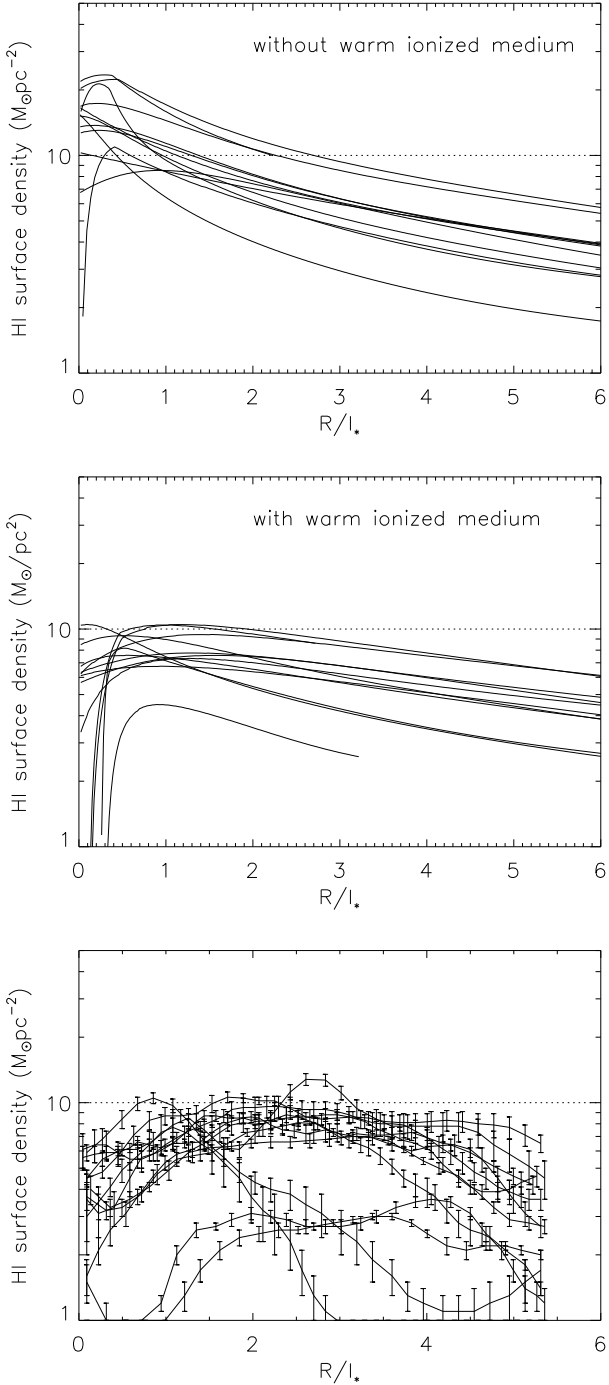 without warm ionized medium
HI surface density (M⊙pc⁻²)
10
1
0 1 2 3 4 5 6
R/l*
with warm ionized medium
HI surface density (M⊙/pc²)
10
1
0 1 2 3 4 5 6
R/l*
HI surface density (M⊙pc⁻²)
10
1
0 2 4 6
R/l*